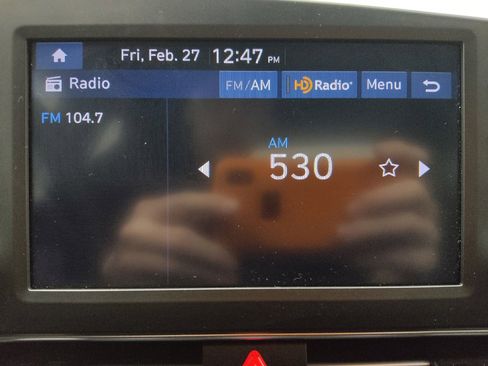 Fri, Feb. 27 12:47 PM
Radio FM/AM HD Radio® Menu
FM 104.7
AM
530